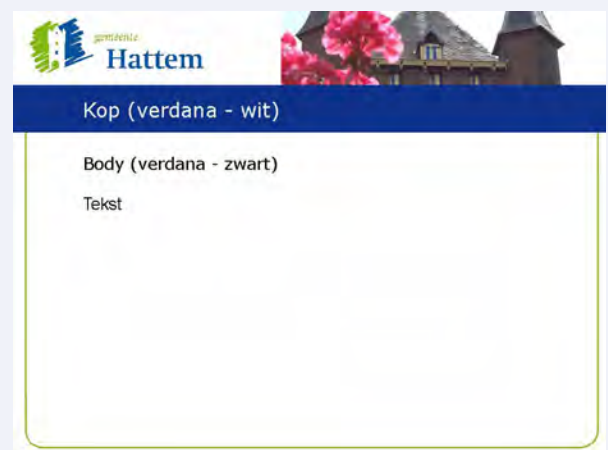 gemeente
Hattem
Kop (verdana - wit)
Body (verdana - zwart)
Tekst